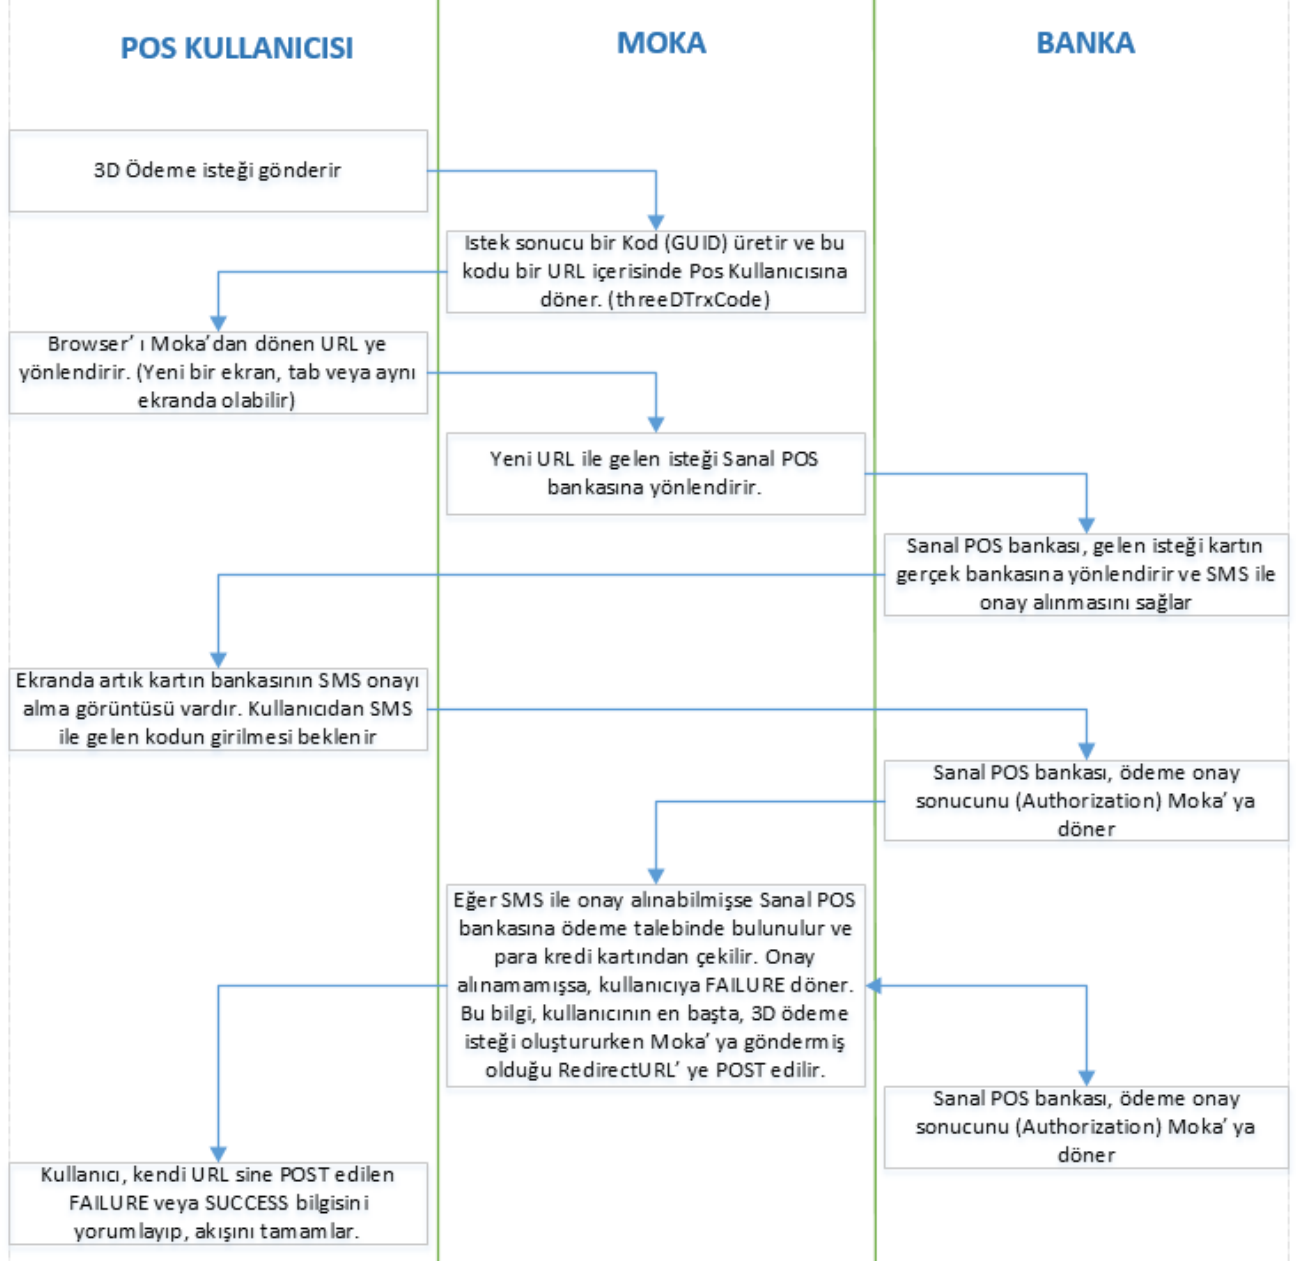 POS KULLANICISI
MOKA
BANKA
3D Ödeme isteği gönderir
Istek sonucu bir Kod (GUID) üretir ve bu
kodu bir URL içerisinde Pos Kullanıcısına
döner. (threeDTrxCode)
Browser’ ı Moka’dan dönen URL ye
yönlendirir. (Yeni bir ekran, tab veya aynı
ekranda olabilir)
Yeni URL ile gelen isteği Sanal POS
bankasına yönlendirir.
Sanal POS bankası, gelen isteği kartın
gerçek bankasına yönlendirir ve SMS ile
onay alınmasını sağlar
Ekranda artık kartın bankasının SMS onayı
alma görüntüsü vardır. Kullanıcıdan SMS
ile gelen kodun girilmesi beklenir
Sanal POS bankası, ödeme onay
sonucunu (Authorization) Moka’ ya
döner
Eğer SMS ile onay alınabilmişse Sanal POS
bankasına ödeme talebinde bulunulur ve
para kredi kartından çekilir. Onay
alınamamışsa, kullanıcıya FAILURE döner.
Bu bilgi, kullanıcının en başta, 3D ödeme
isteği oluştururken Moka’ ya göndermiş
olduğu RedirectURL’ ye POST edilir.
Sanal POS bankası, ödeme onay
sonucunu (Authorization) Moka’ ya
döner
Kullanıcı, kendi URL sine POST edilen
FAILURE veya SUCCESS bilgisini
yorumlayıp, akışını tamamlar.